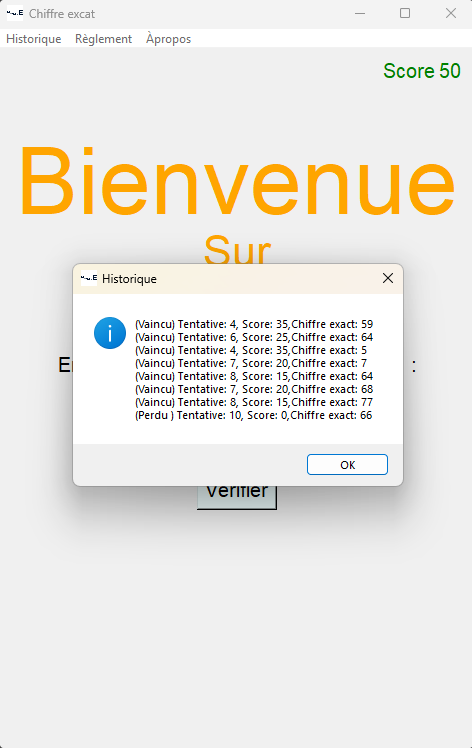 Chiffre excat
Historique Règlement Àpropos
Score 50
Bienvenue
Sur
Historique
(Vaincu) Tentative: 4, Score: 35,Chiffre exact: 59
(Vaincu) Tentative: 6, Score: 25,Chiffre exact: 64
(Vaincu) Tentative: 4, Score: 35,Chiffre exact: 5
(Vaincu) Tentative: 7, Score: 20,Chiffre exact: 7
(Vaincu) Tentative: 8, Score: 15,Chiffre exact: 64
(Vaincu) Tentative: 7, Score: 20,Chiffre exact: 68
(Vaincu) Tentative: 8, Score: 15,Chiffre exact: 77
(Perdu ) Tentative: 10, Score: 0,Chiffre exact: 66
:
OK
Vérifier